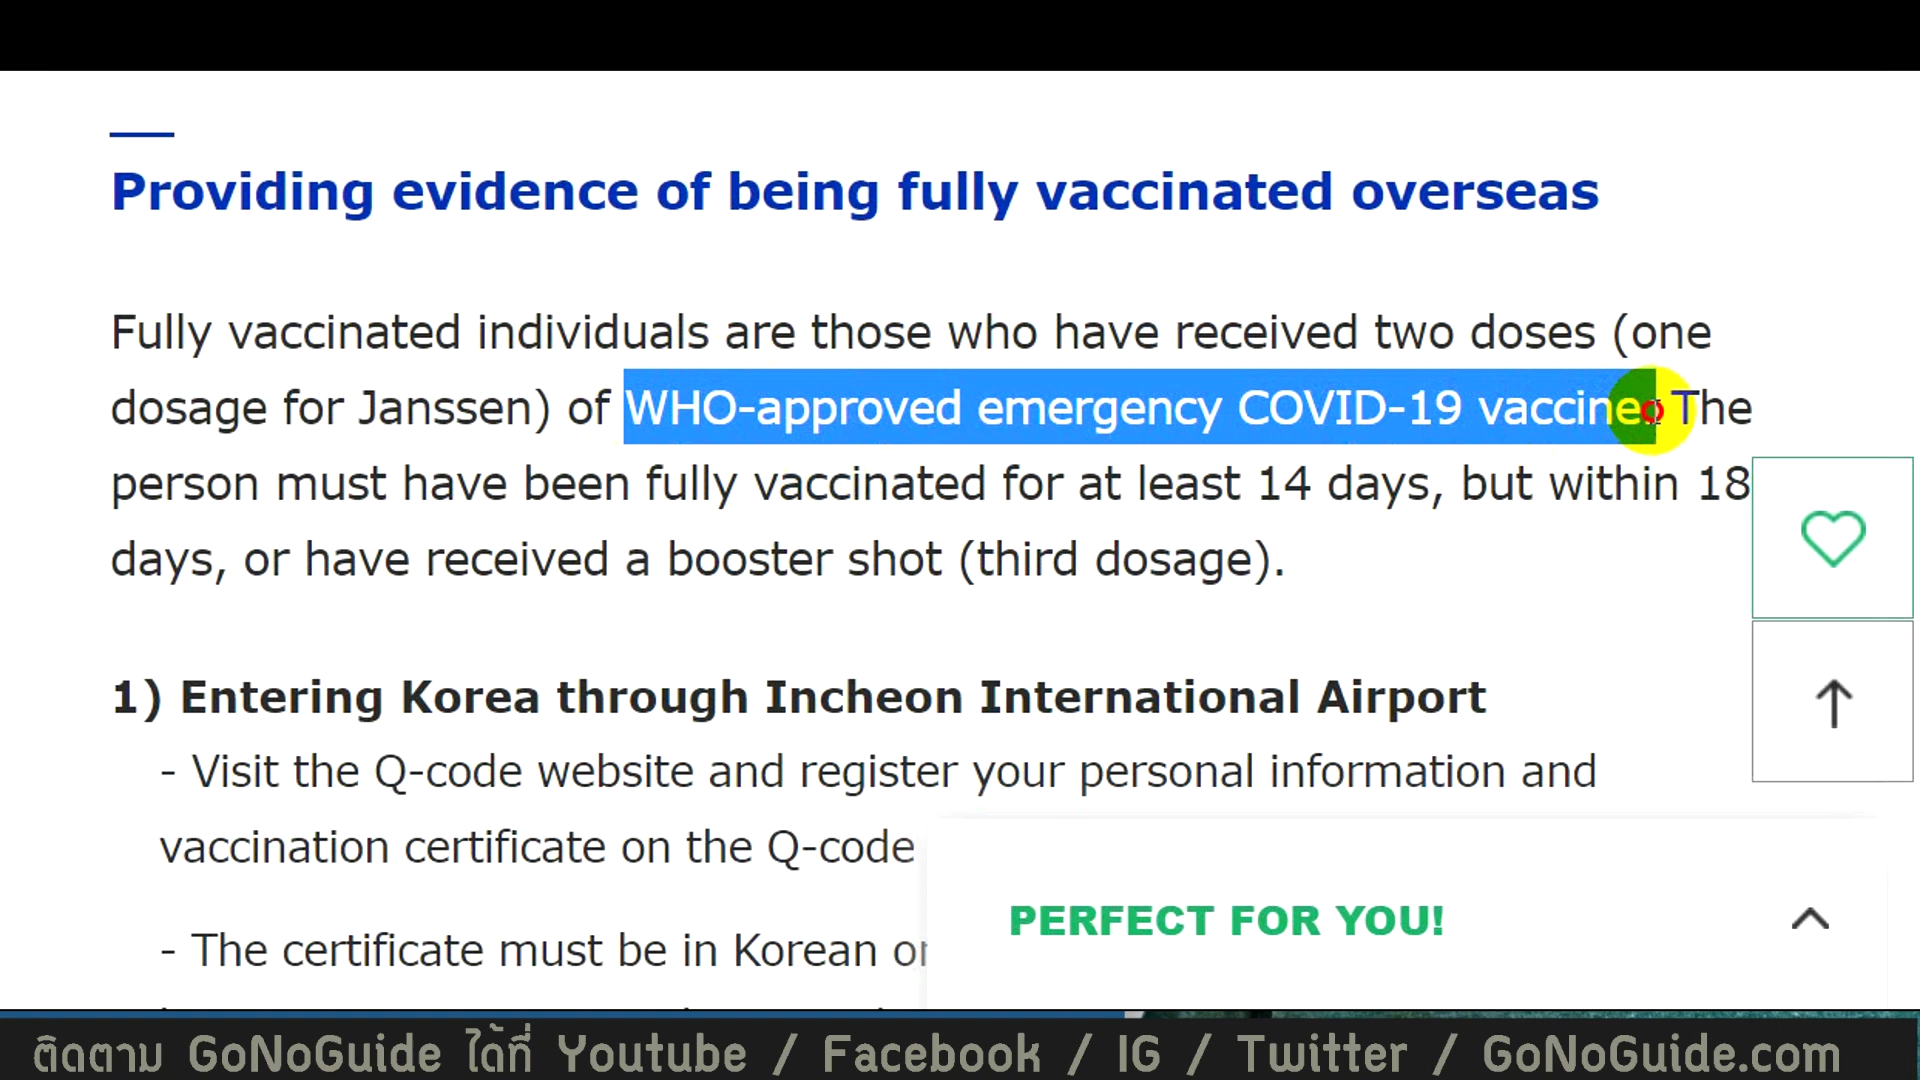 Providing evidence of being fully vaccinated overseas
Fully vaccinated individuals are those who have received two doses (one
dosage for Janssen) of WHO-approved emergency COVID-19 vaccine. The
person must have been fully vaccinated for at least 14 days, but within 18
days, or have received a booster shot (third dosage).
1) Entering Korea through Incheon International Airport
- Visit the Q-code website and register your personal information and
vaccination certificate on the Q-code
- The certificate must be in Korean or
PERFECT FOR YOU!
ติดตาม GoNoGuide ได้ที่ Youtube / Facebook / IG / Twitter / GoNoGuide.com